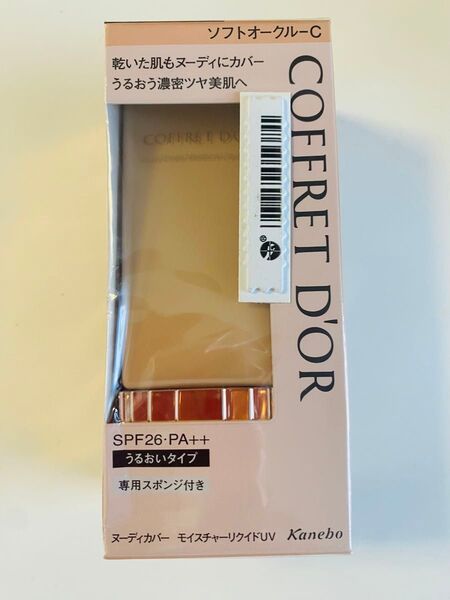 ソフトオークル－C
乾いた肌もヌーディにカバー
うるおう濃密ツヤ美肌へ
COFFRET D'OR
COFFRET D'OR
SPF26・PA++
うるおいタイプ
専用スポンジ付き
ヌーディカバー モイスチャーリクイドUV
Kanebo